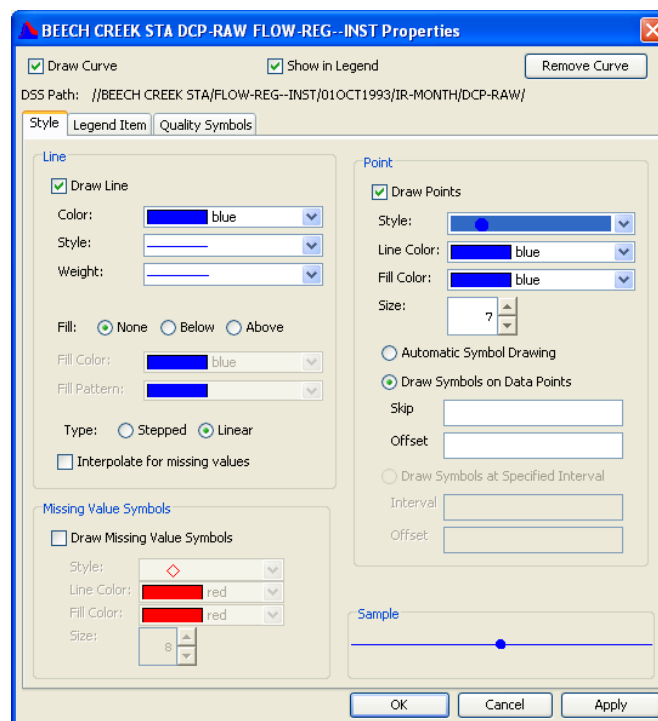 BEECH CREEK STA DCP-RAW FLOW-REG--INST Properties
Draw Curve
Show in Legend
Remove Curve
DSS Path: //BEECH CREEK STA/FLOW-REG--INST/01OCT1993/IR-MONTH/DCP-RAW/
Style
Legend Item
Quality Symbols
Line
Draw Line
Color: blue
Style:
Weight:
Fill: None Below Above
Fill Color: blue
Fill Pattern:
Type: Stepped Linear
Interpolate for missing values
Missing Value Symbols
Draw Missing Value Symbols
Style:
Line Color: red
Fill Color: red
Size: 8
Point
Draw Points
Style:
Line Color: blue
Fill Color: blue
Size: 7
Automatic Symbol Drawing
Draw Symbols on Data Points
Skip
Offset
Draw Symbols at Specified Interval
Interval
Offset
Sample
OK
Cancel
Apply